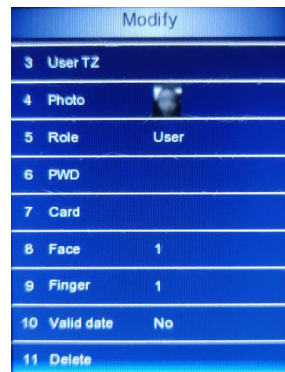 Modify
3 User TZ
4 Photo
5 Role User
6 PWD
7 Card
8 Face 1
9 Finger 1
10 Valid date No
11 Delete